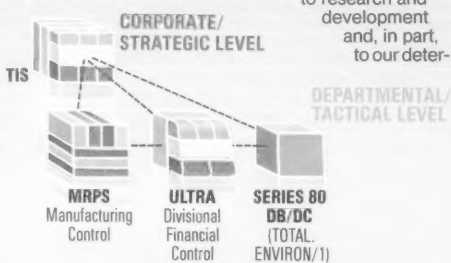 to research and
development
and, in part,
to our deter-
CORPORATE/
STRATEGIC LEVEL
TIS
DEPARTMENTAL/
TACTICAL LEVEL
MRPS
Manufacturing
Control
ULTRA
Divisional
Financial
Control
SERIES 80
DB/DC
(TOTAL.
ENVIRON/1)